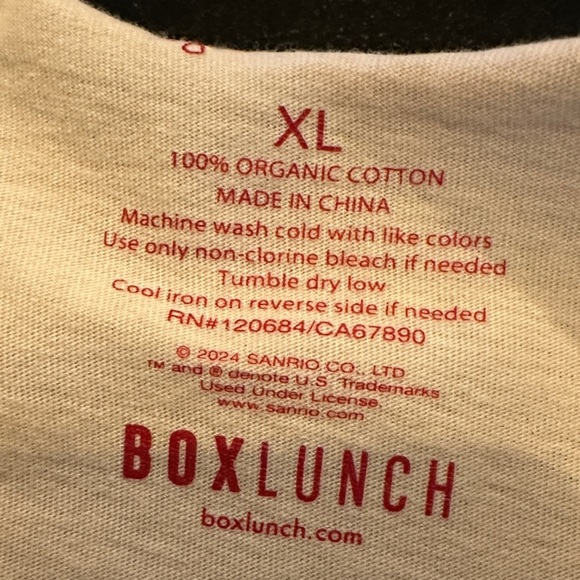 XL
100% ORGANIC COTTON
MADE IN CHINA
Machine wash cold with like colors
Use only non-clorine bleach if needed
Tumble dry low
Cool iron on reverse side if needed
RN#120684/CA67890
© 2024 SANRIO CO., LTD
TM and ® denote U.S. Trademarks
Used Under License.
www.sanrio.com
BOXLUNCH
boxlunch.com